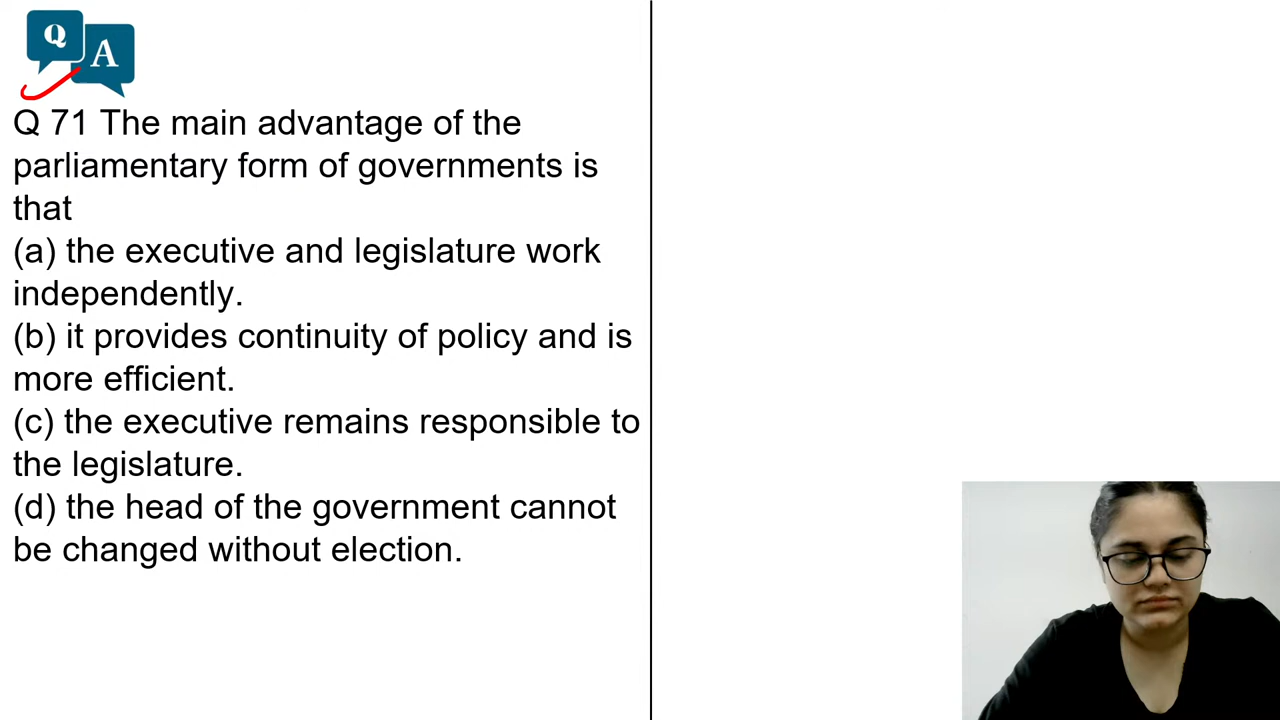 Q
A
Q 71 The main advantage of the
parliamentary form of governments is
that
(a) the executive and legislature work
independently.
(b) it provides continuity of policy and is
more efficient.
(c) the executive remains responsible to
the legislature.
(d) the head of the government cannot
be changed without election.